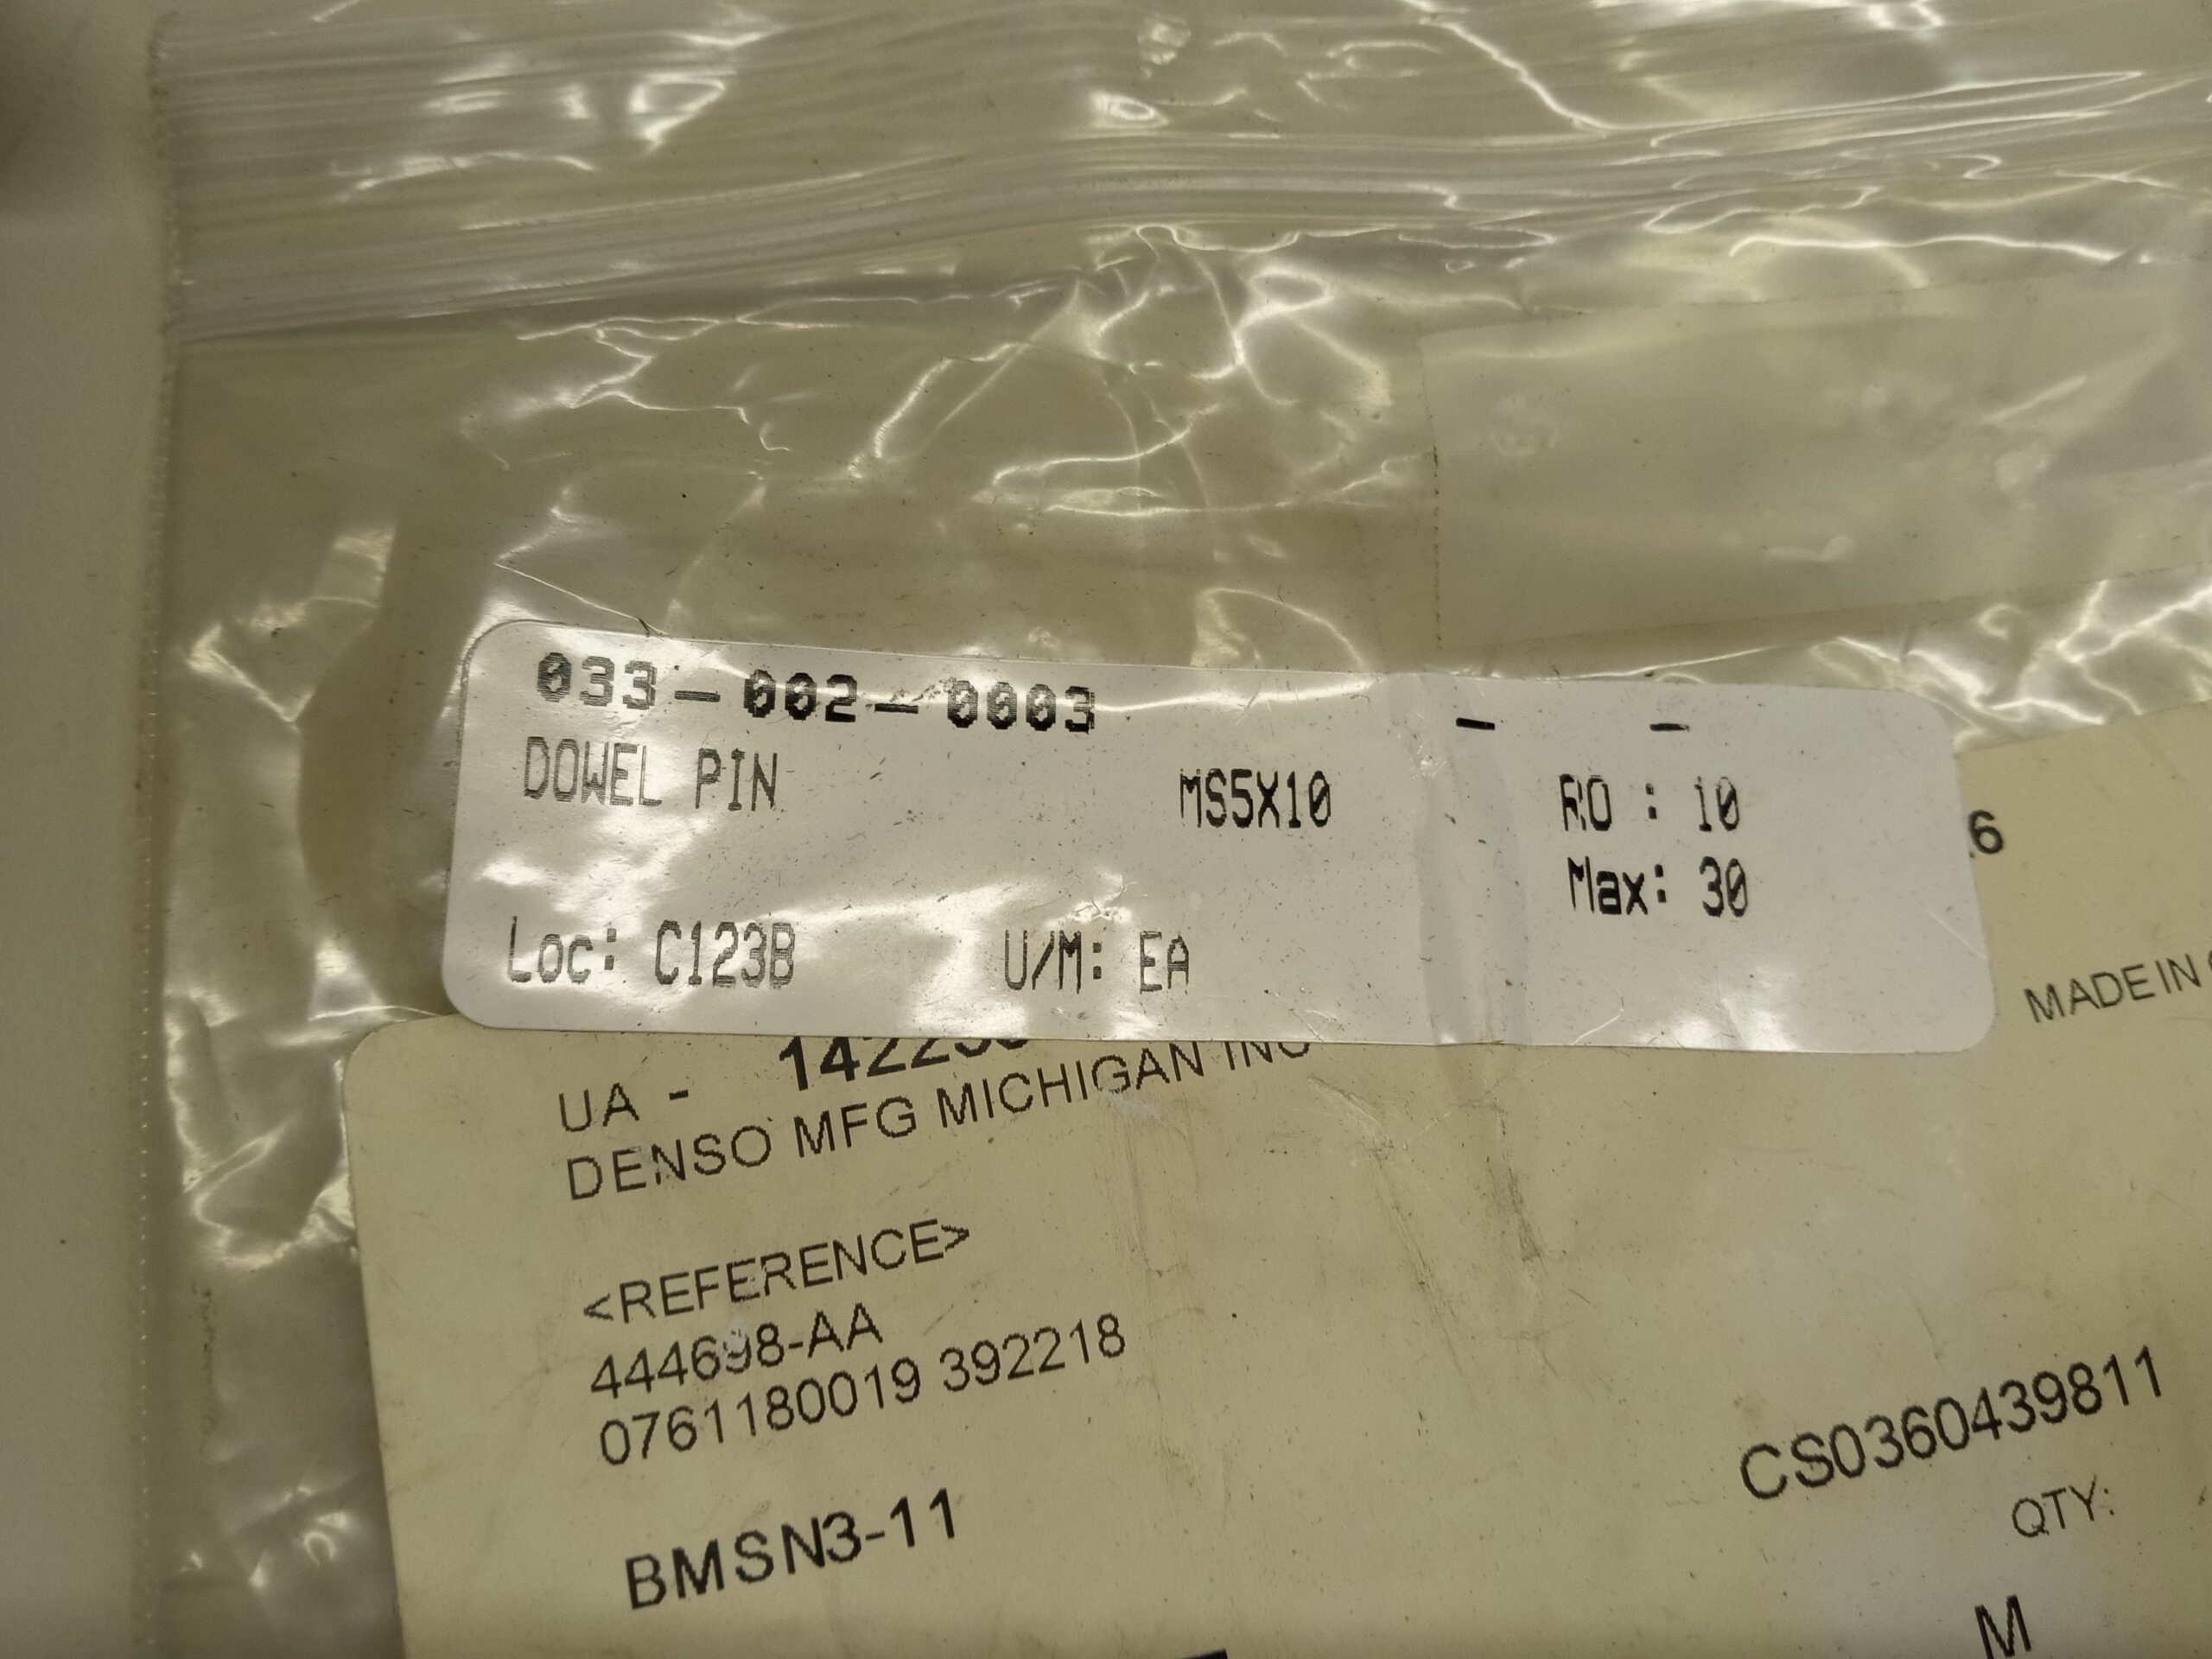 033-002-0003 - -
DOWEL PIN MS5X10 RO : 10
Max: 30
Loc: C123B U/M: EA
6
MADE IN
UA -
DENSO MFG MICHIGAN INC
<REFERENCE>
444698-AA
0761180019 392218
CS0360439811
BMSN3-11
QTY:
M